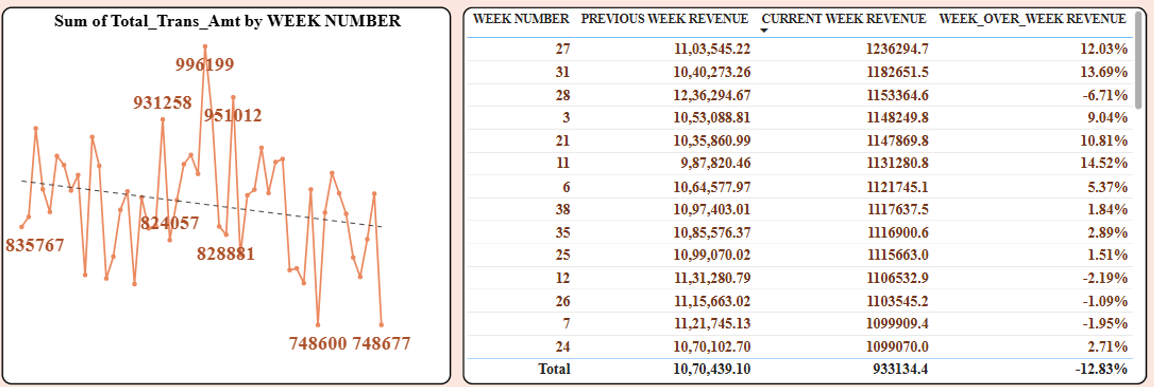 Sum of Total_Trans_Amt by WEEK NUMBER
996199
931258
951012
824057
835767
828881
748600 748677
WEEK NUMBER PREVIOUS WEEK REVENUE CURRENT WEEK REVENUE WEEK_OVER_WEEK REVENUE
27 11,03,545.22 1236294.7 12.03%
31 10,40,273.26 1182651.5 13.69%
28 12,36,294.67 1153364.6 -6.71%
3 10,53,088.81 1148249.8 9.04%
21 10,35,860.99 1147869.8 10.81%
11 9,87,820.46 1131280.8 14.52%
6 10,64,577.97 1121745.1 5.37%
38 10,97,403.01 1117637.5 1.84%
35 10,85,576.37 1116900.6 2.89%
25 10,99,070.02 1115663.0 1.51%
12 11,31,280.79 1106532.9 -2.19%
26 11,15,663.02 1103545.2 -1.09%
7 11,21,745.13 1099909.4 -1.95%
24 10,70,102.70 1099070.0 2.71%
Total 10,70,439.10 933134.4 -12.83%